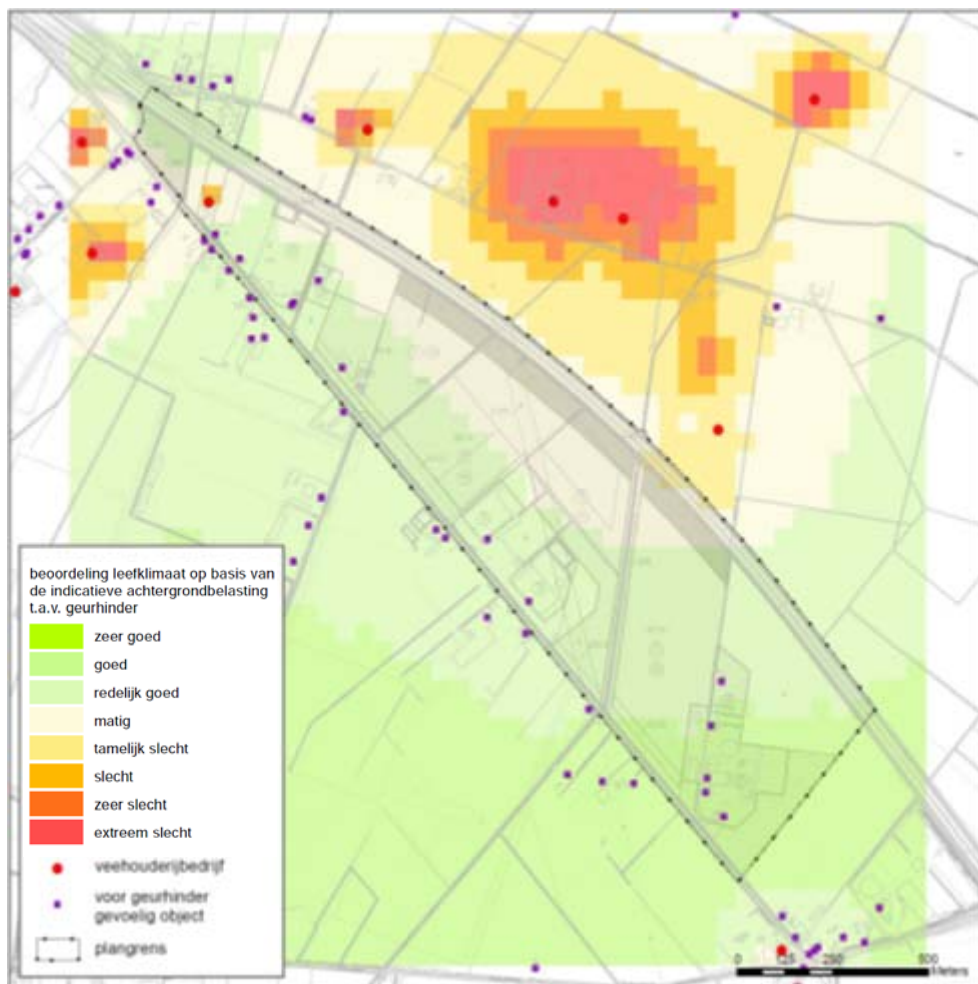 beoordeling leefklimaat op basis van
de indicatieve achtergrondbelasting
t.a.v. geurhinder
zeer goed
goed
redelijk goed
matig
tamelijk slecht
slecht
zeer slecht
extreem slecht
veehouderijbedrijf
voor geurhinder
gevoelig object
plangrens
0 125 250 500
Meters